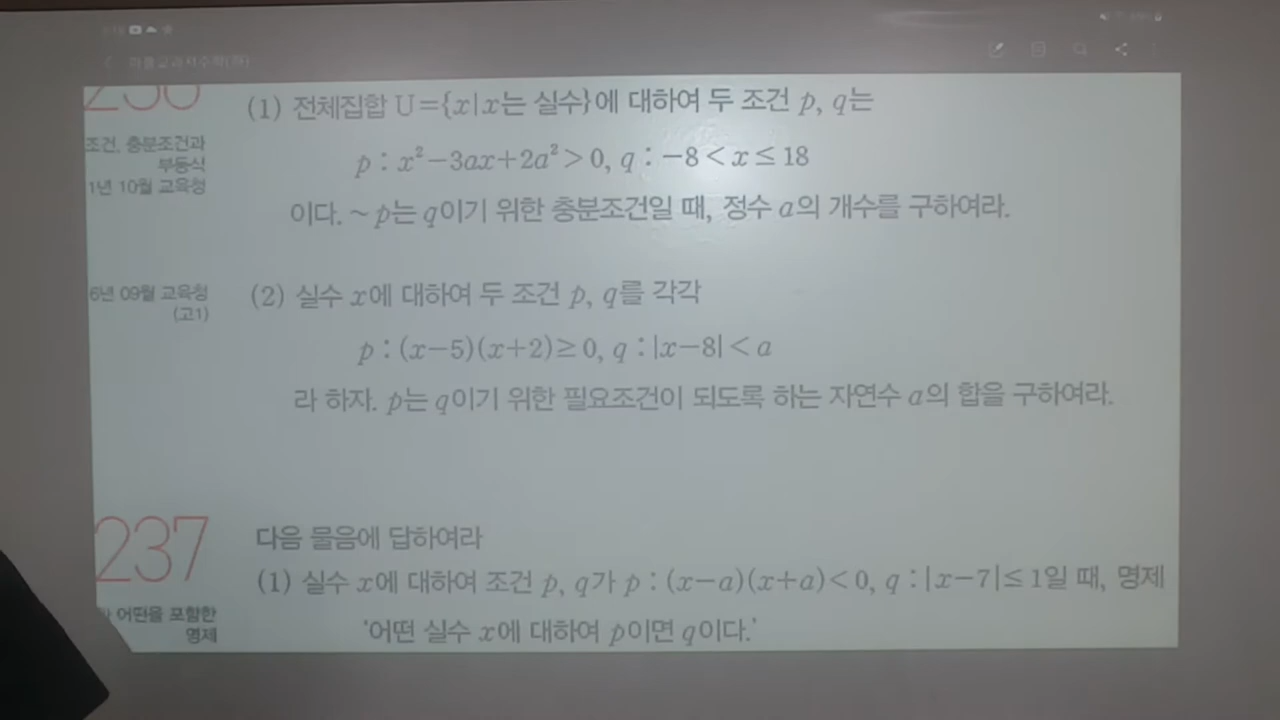 마플교과서수학(하)
(1) 전체집합 U={x|x는 실수}에 대하여 두 조건 p, q는
조건, 충분조건과
부등식
1년 10월 교육청
p : x²-3ax+2a²>0, q : -8<x≤18
이다. ~p는 q이기 위한 충분조건일 때, 정수 a의 개수를 구하여라.
6년 09월 교육청
(고1)
(2) 실수 x에 대하여 두 조건 p, q를 각각
p : (x-5)(x+2)≥0, q : |x-8|<a
라 하자. p는 q이기 위한 필요조건이 되도록 하는 자연수 a의 합을 구하여라.
237
다음 물음에 답하여라
(1) 실수 x에 대하여 조건 p, q가 p : (x-a)(x+a)<0, q : |x-7|≤1일 때, 명제
어떤을 포함한
명제
'어떤 실수 x에 대하여 p이면 q이다.'